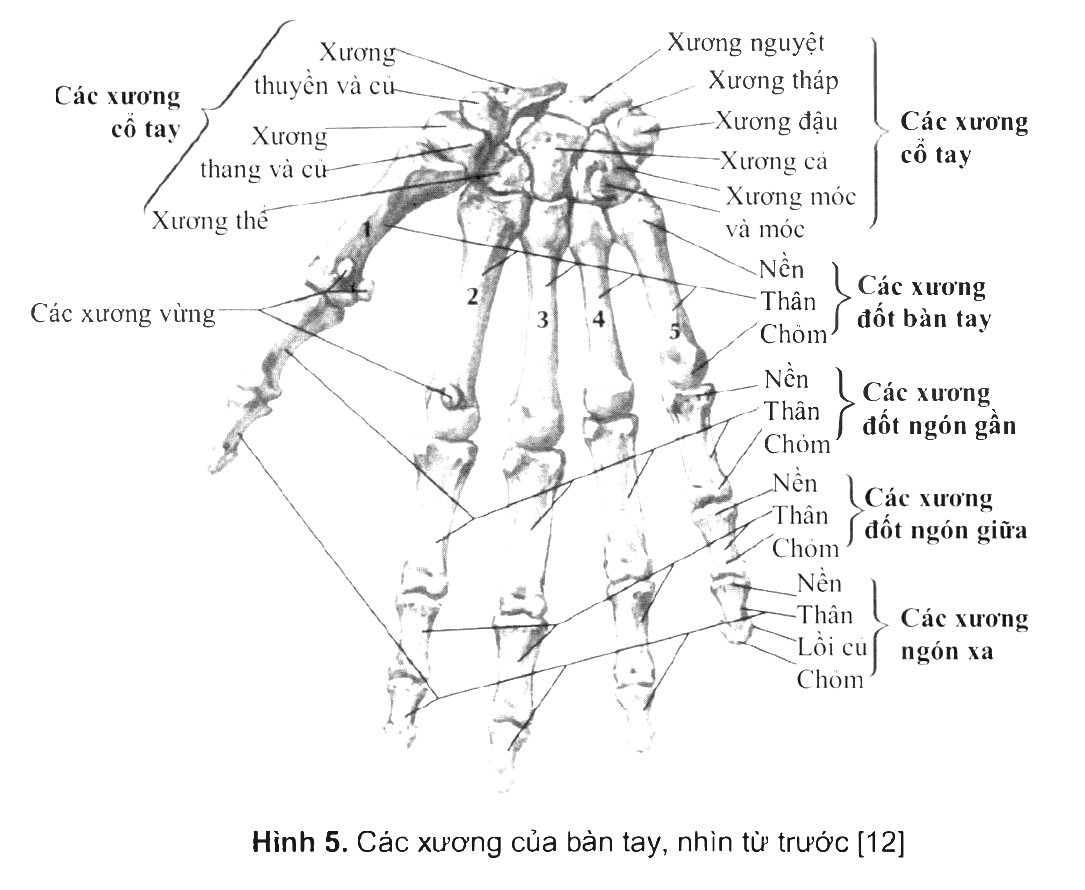 Các xương
cổ tay
Xương
thuyền và củ
Xương
thang và củ
Xương thê
Các xương vừng
Xương nguyệt
Xương tháp
Xương đậu
Xương cả
Xương móc
và móc
Các xương
cổ tay
Nền
Thân
Chỏm
Các xương
đốt bàn tay
Nền
Thân
Chỏm
Các xương
đốt ngón gần
Nền
Thân
Chỏm
Các xương
đốt ngón giữa
Nền
Thân
Lồi củ
Chỏm
Các xương
ngón xa
1
2
3
4
5
Hình 5. Các xương của bàn tay, nhìn từ trước [12]